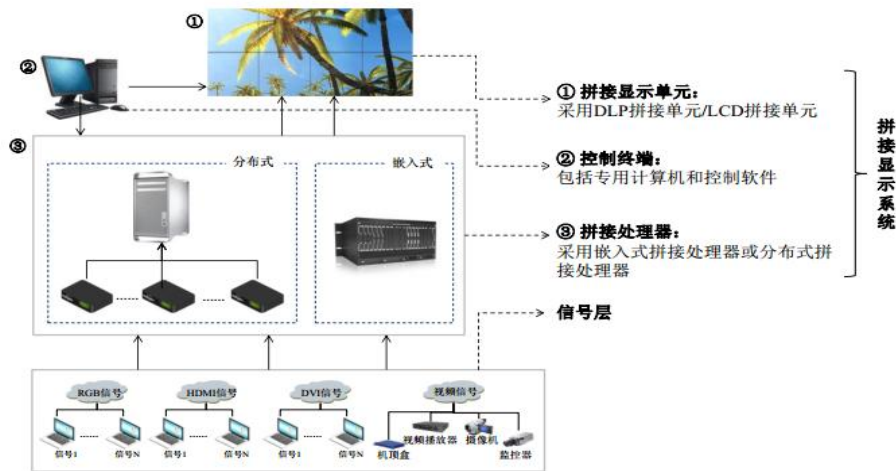 ①
②
③
分布式
嵌入式
......
......
① 拼接显示单元：
采用DLP拼接单元/LCD拼接单元
② 控制终端：
包括专用计算机和控制软件
③ 拼接处理器：
采用嵌入式拼接处理器或分布式拼
接处理器
信号层
拼接显示系统
RGB信号
HDMI信号
DVI信号
视频信号
信号1
......
信号N
信号1
......
信号N
信号1
......
信号N
机顶盒
视频播放器
摄像机
监控器